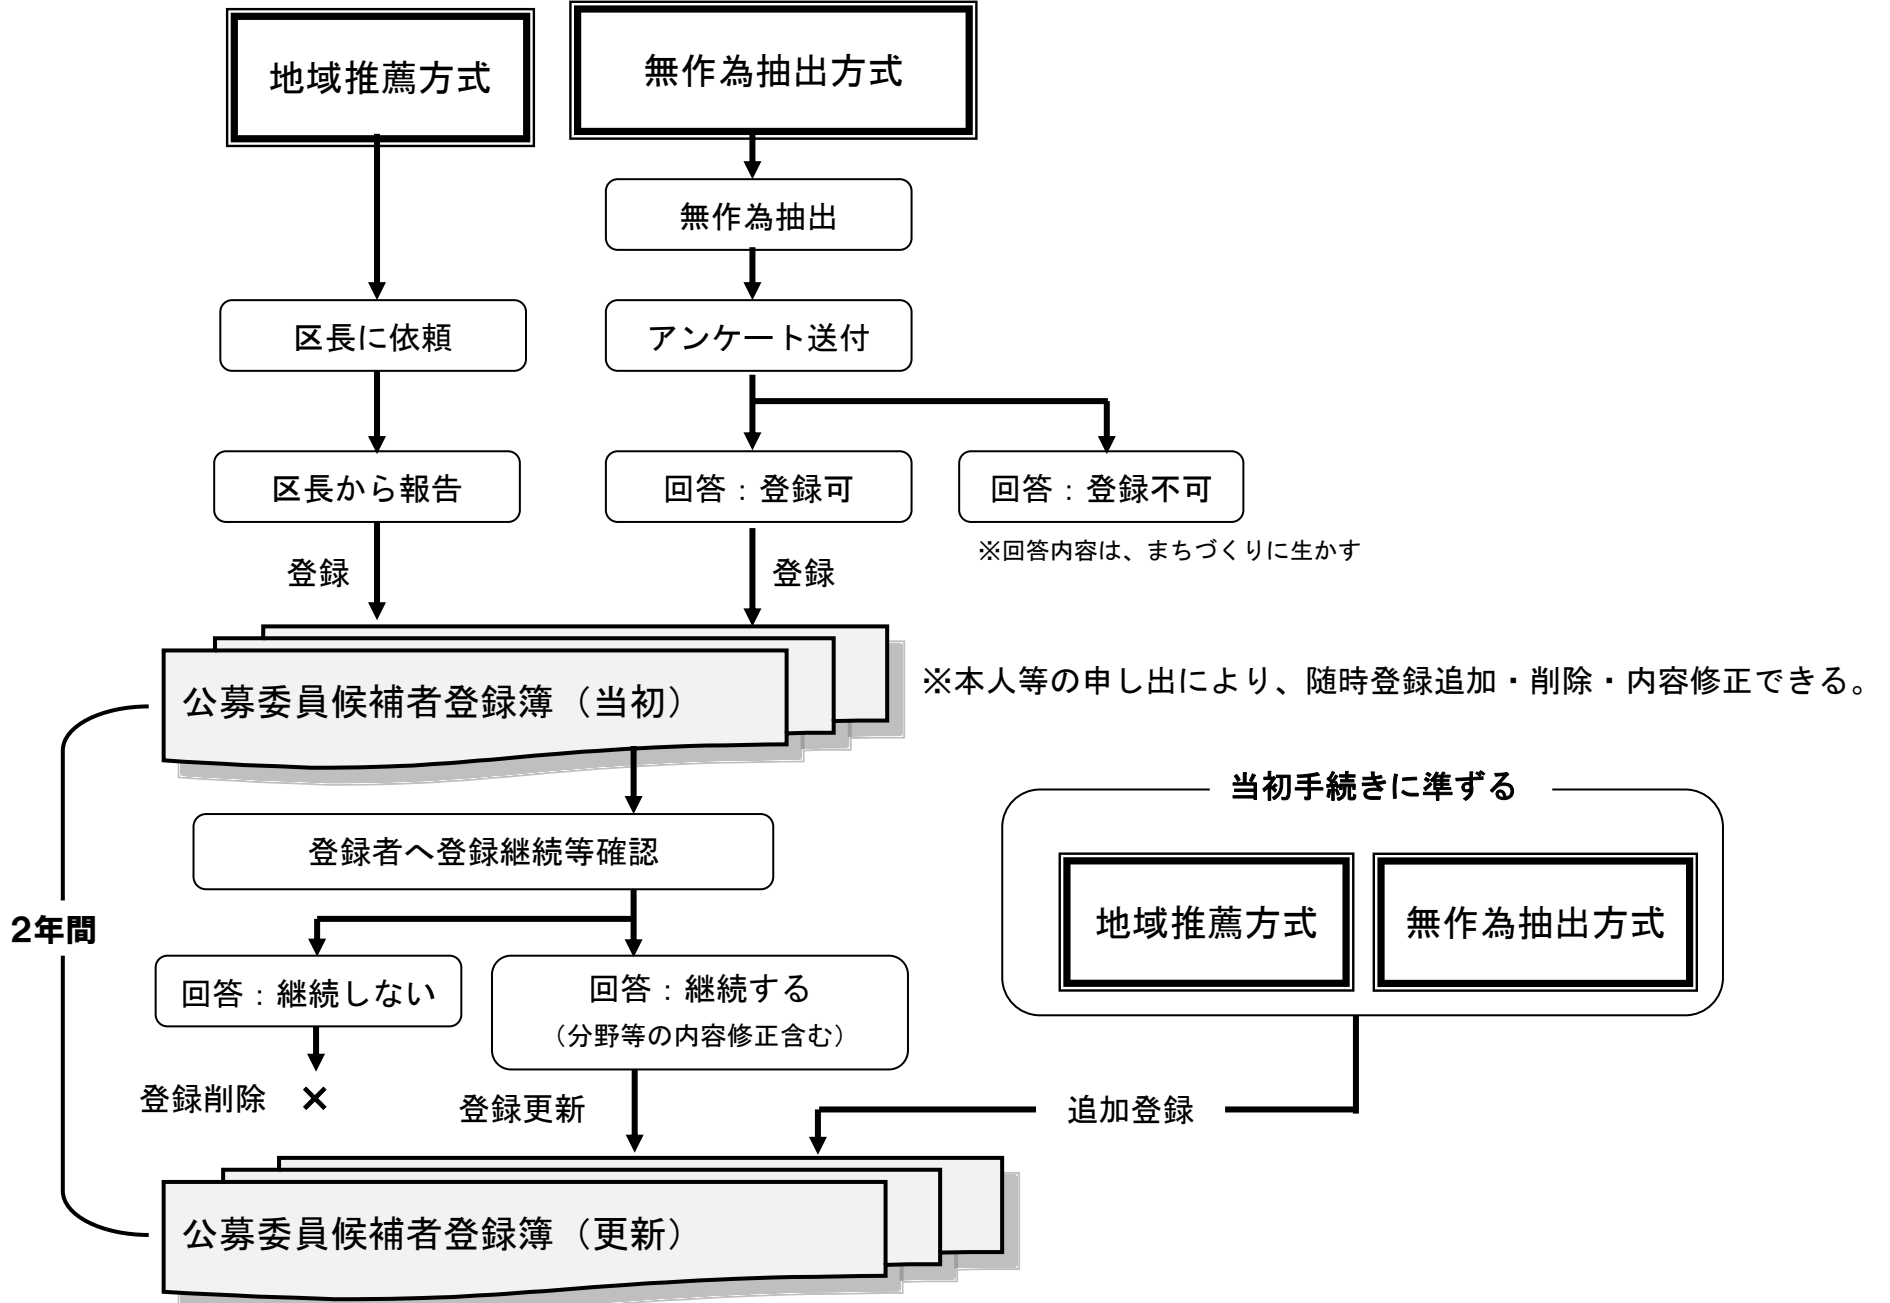 地域推薦方式
無作為抽出方式
無作為抽出
区長に依頼
アンケート送付
区長から報告
回答：登録可
回答：登録不可
※回答内容は、まちづくりに生かす
登録
登録
公募委員候補者登録簿（当初）
※本人等の申し出により、随時登録追加・削除・内容修正できる。
当初手続きに準ずる
登録者へ登録継続等確認
地域推薦方式
無作為抽出方式
2年間
回答：継続しない
回答：継続する
（分野等の内容修正含む）
登録削除 ×
登録更新
追加登録
公募委員候補者登録簿（更新）